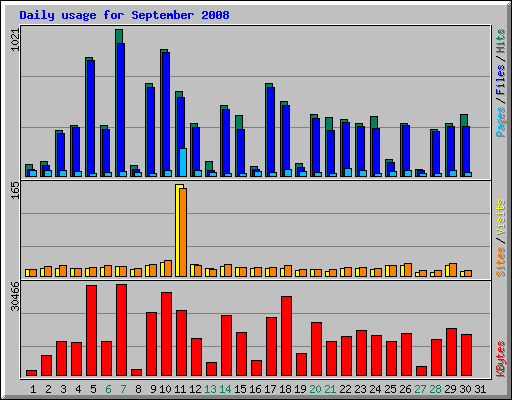 Daily usage for September 2008
1021
Pages / Files / Hits
165
Sites / Visits
30466
KBytes
1 2 3 4 5 6 7 8 9 10 11 12 13 14 15 16 17 18 19 20 21 22 23 24 25 26 27 28 29 30 31